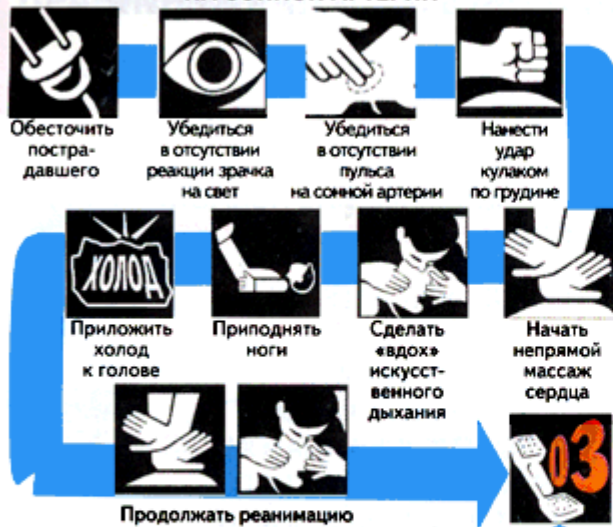 Обесточить
постра-
давшего
Убедиться
в отсутствии
реакции зрачка
на свет
Убедиться
в отсутствии
пульса
на сонной артерии
Нанести
удар
кулаком
по грудине
ХОЛОД
Приложить
холод
к голове
Приподнять
ноги
Сделать
«вдох»
искусст-
венного
дыхания
Начать
непрямой
массаж
сердца
03
Продолжать реанимацию